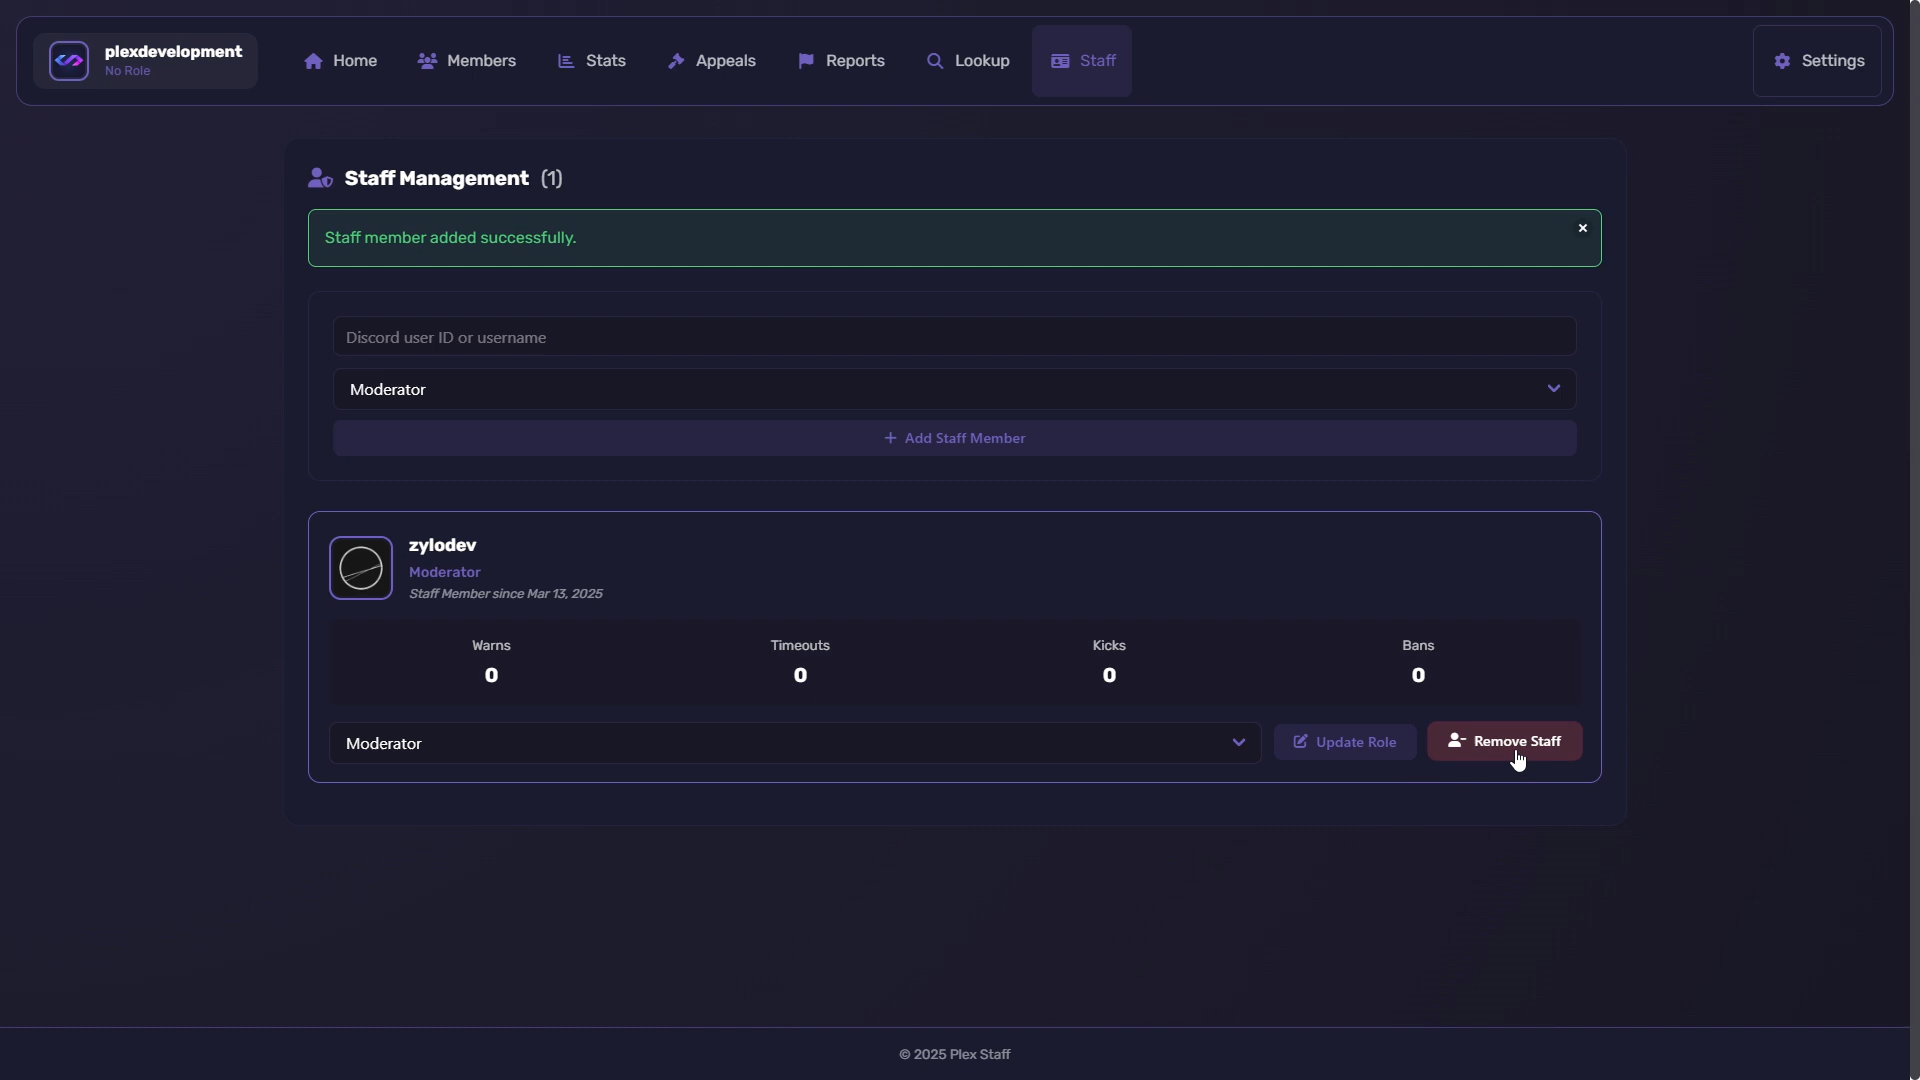 plexdevelopment
No Role
Home
Members
Stats
Appeals
Reports
Lookup
Staff
Settings
Staff Management (1)
Staff member added successfully.
×
Discord user ID or username
Moderator
+ Add Staff Member
zylodev
Moderator
Staff Member since Mar 13, 2025
Warns
0
Timeouts
0
Kicks
0
Bans
0
Moderator
Update Role
Remove Staff
© 2025 Plex Staff